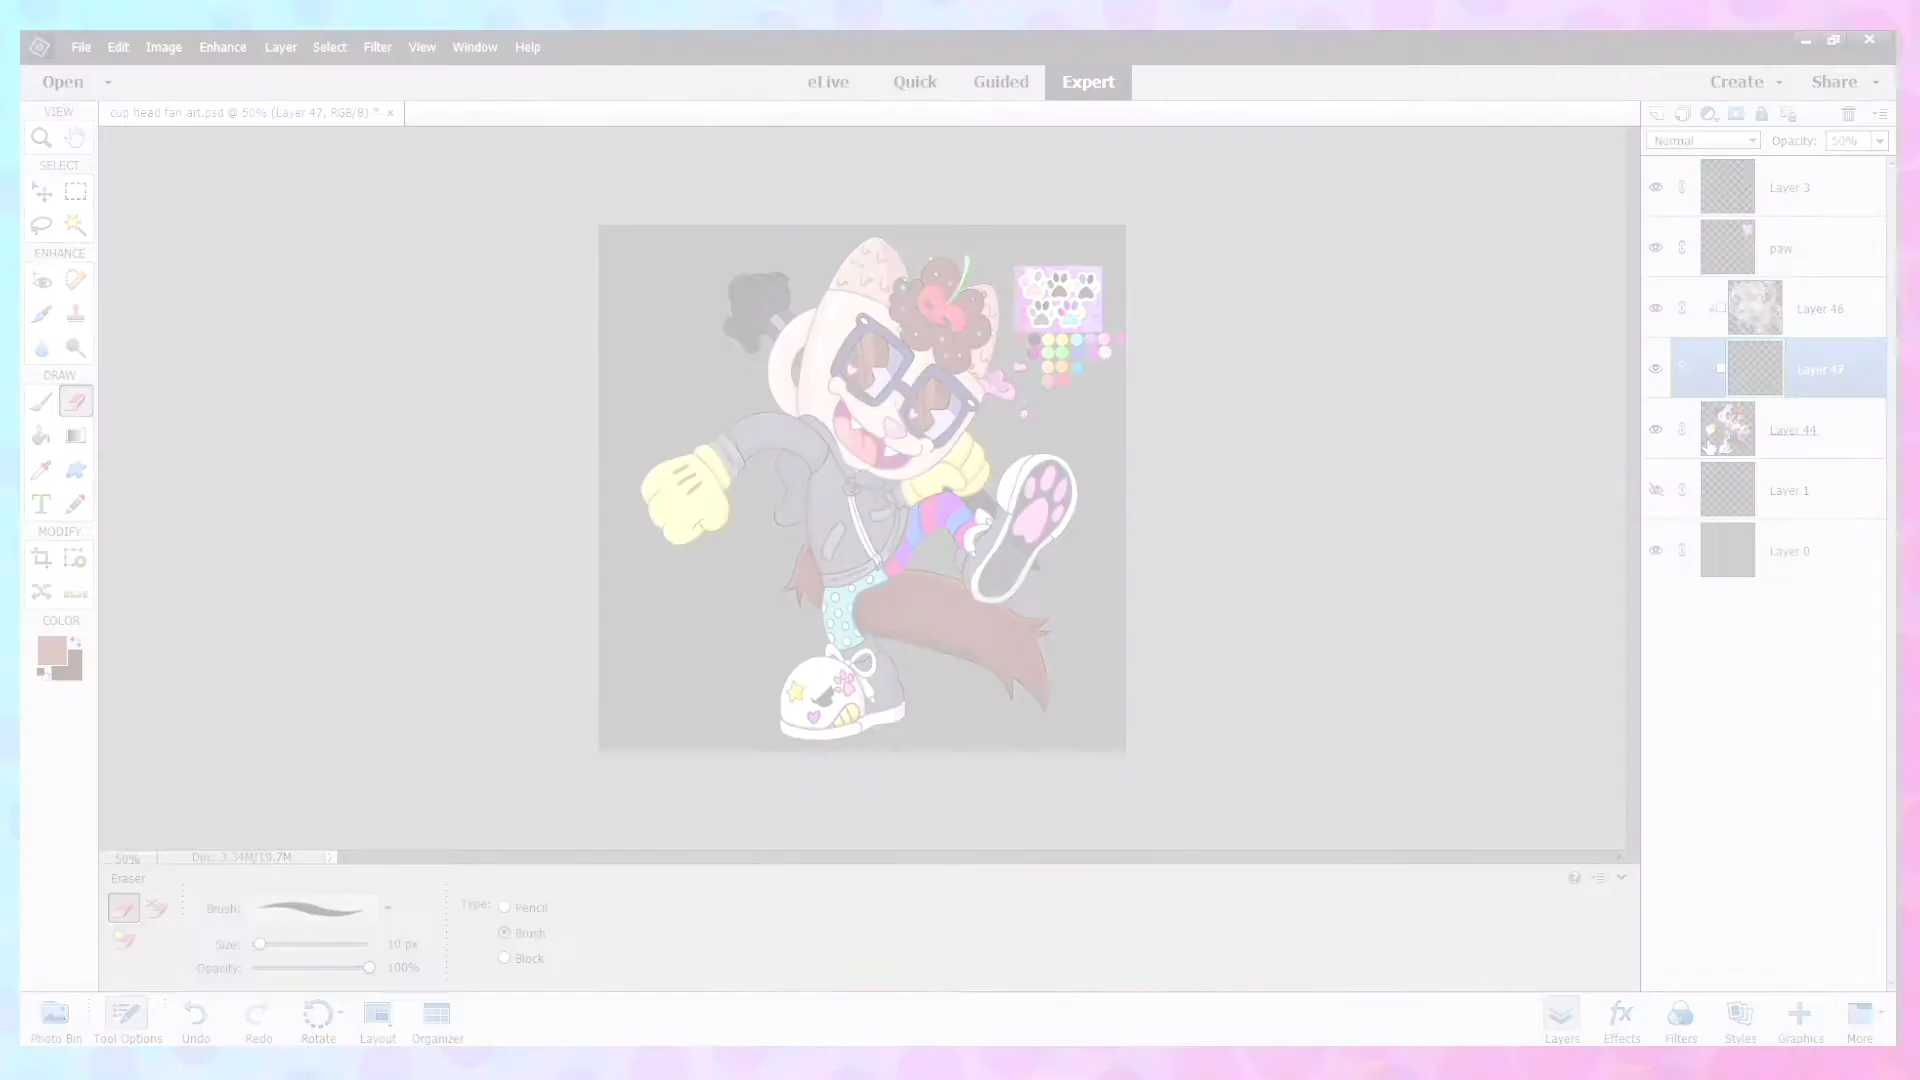 File Edit Image Enhance Layer Select Filter View Window Help
Open eLive Quick Guided Expert Create Share
VIEW
cup head fan art.psd @ 50% (Layer 47, RGB/8) * ×
Normal Opacity: 50%
SELECT
Layer 3
paw
ENHANCE
Layer 46
DRAW
Layer 47
Layer 44
Layer 1
MODIFY
Layer 0
COLOR
50% Doc: 3.34M/19.7M
Eraser
Brush:
Type: Pencil
Brush
Size: 10 px
Block
Opacity: 100%
Photo Bin Tool Options Undo Redo Rotate Layout Organizer Layers Effects Filters Styles Graphics More